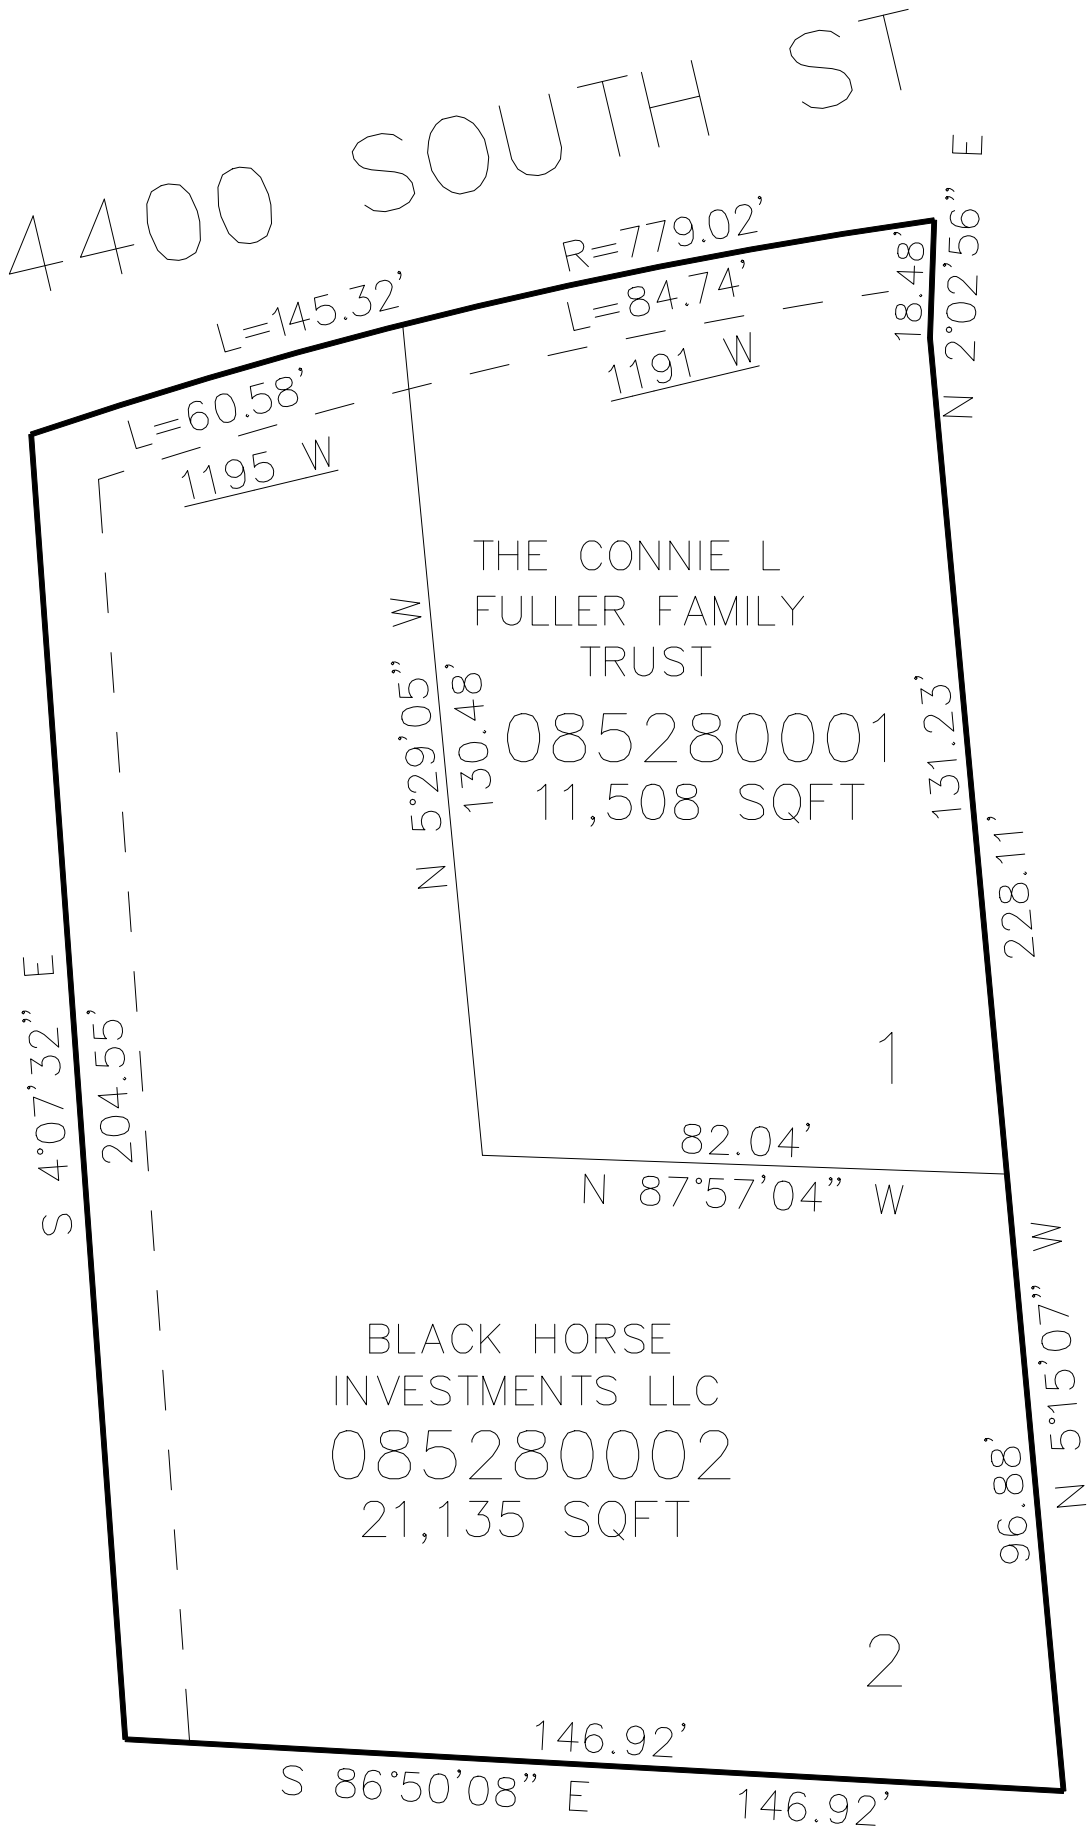 4400 SOUTH ST
R=779.02'
L=145.32'
L=84.74'
1191 W
L=60.58'
1195 W
18.48'
N 2°02'56" E
THE CONNIE L
FULLER FAMILY
TRUST
085280001
11,508 SQFT
N 5°29'05" W
130.48'
131.23'
228.11'
S 4°07'32" E
204.55'
1
82.04'
N 87°57'04" W
N 5°15'07" W
96.88'
BLACK HORSE
INVESTMENTS LLC
085280002
21,135 SQFT
2
146.92'
S 86°50'08" E
146.92'